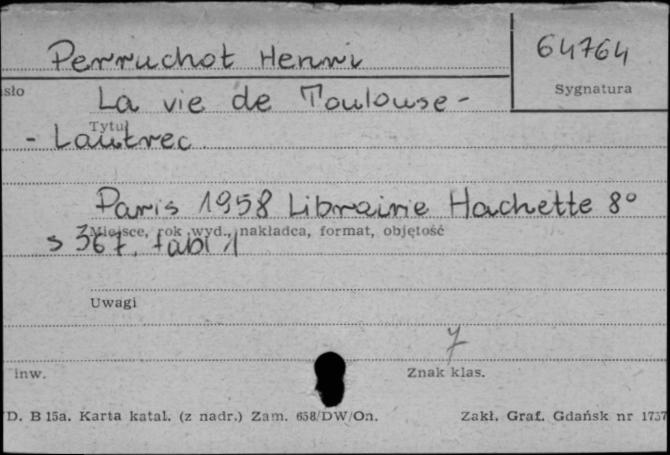 Perruchot Henri
64764
sło
Sygnatura
La vie de Toulouse -
Tytuł
- Lautrec
Paris 1958 Librairie Hachette 8°
Miejsce, rok wyd., nakładca, format, objętość
s 367, tabl 1
Uwagi
7
inw.
Znak klas.
D. B 15a. Karta katal. (z nadr.) Zam. 658/DW/On.
Zakł. Graf. Gdańsk nr 1737